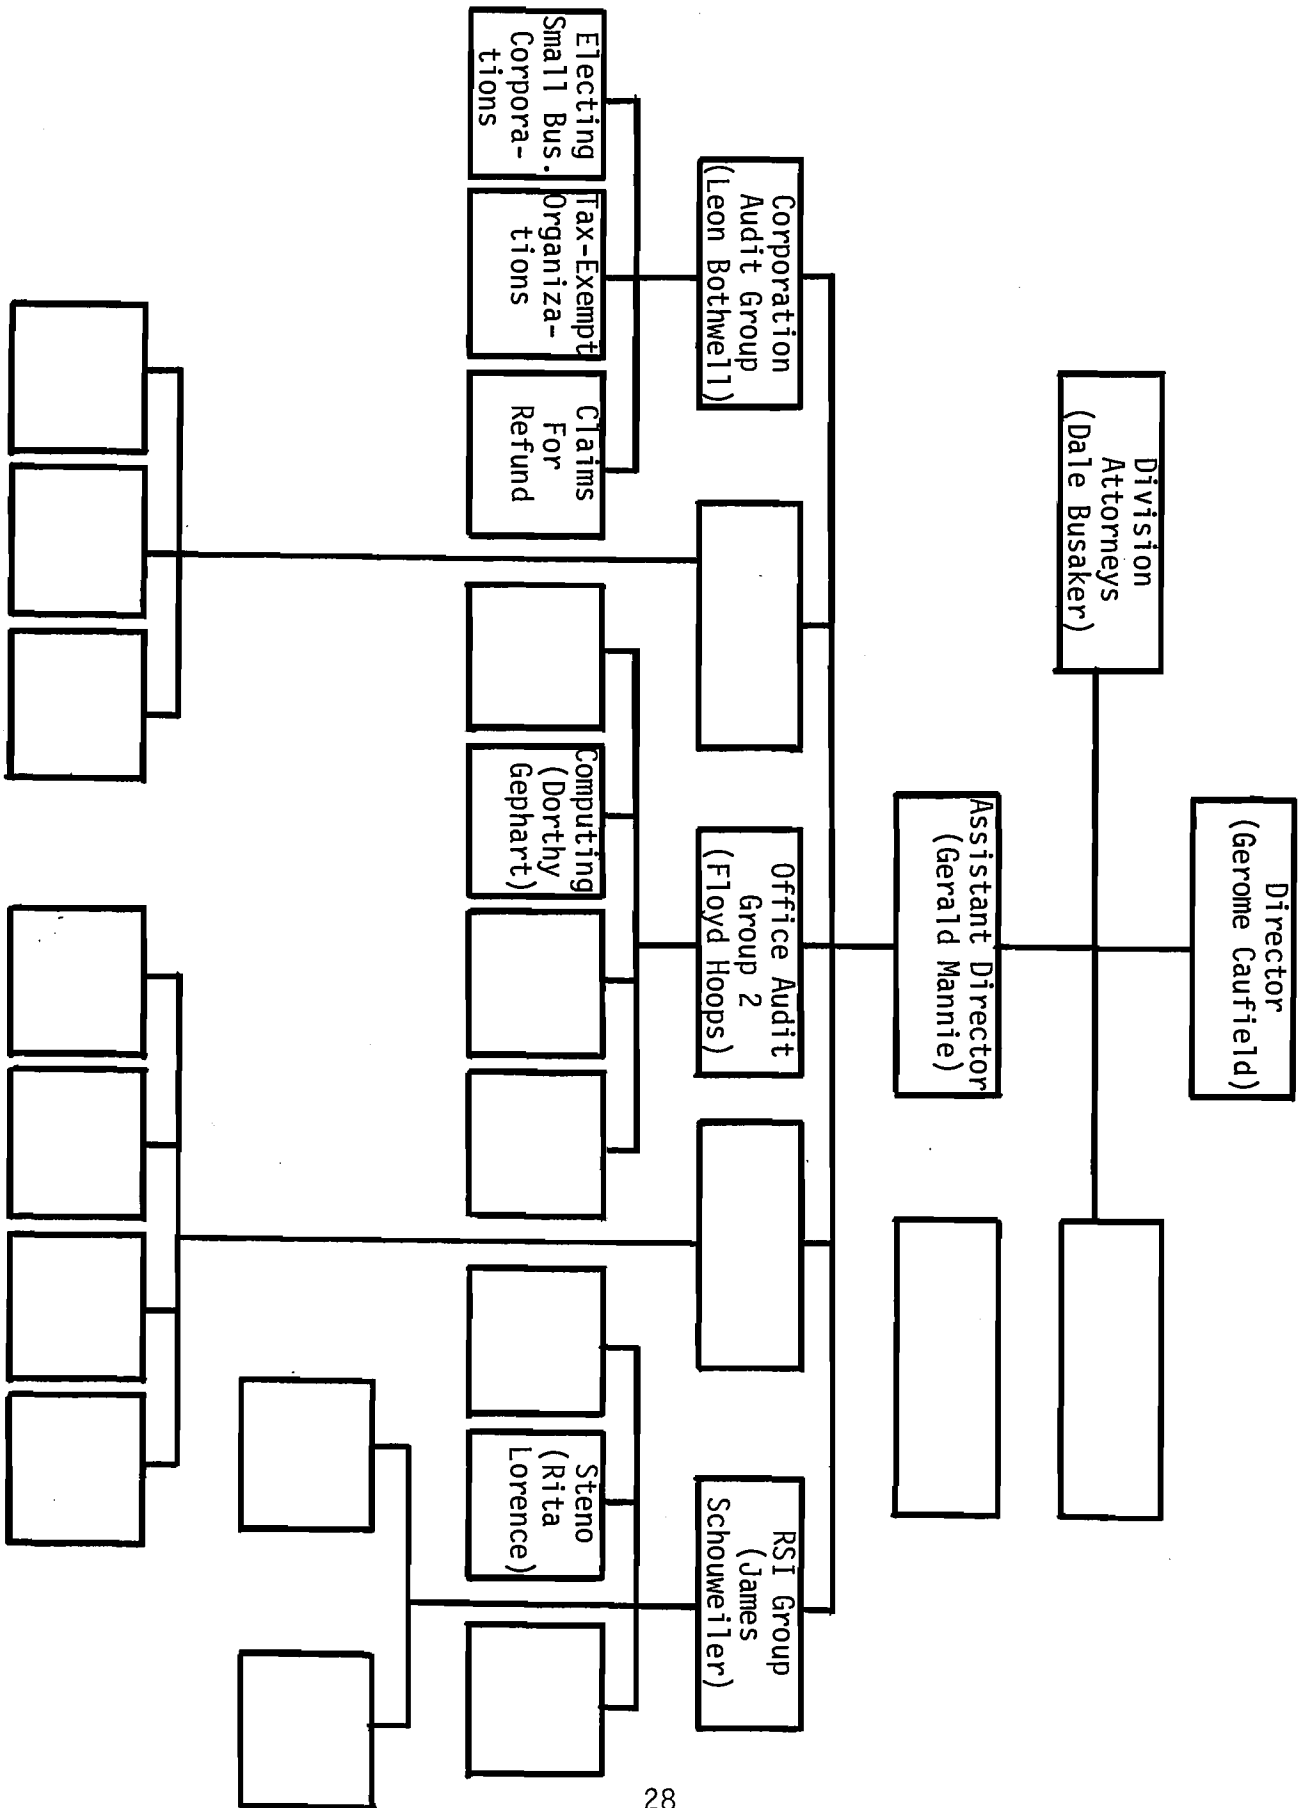 Director
(Gerome Caufield)
Division
Attorneys
(Dale Busaker)
Assistant Director
(Gerald Mannie)
Corporation
Audit Group
(Leon Bothwell)
Office Audit
Group 2
(Floyd Hoops)
RSI Group
(James
Schouweiler)
Electing
Small Bus.
Corpora-
tions
Tax-Exempt
Organiza-
tions
Claims
For
Refund
Computing
(Dorthy
Gephart)
Steno
(Rita
Lorence)
28